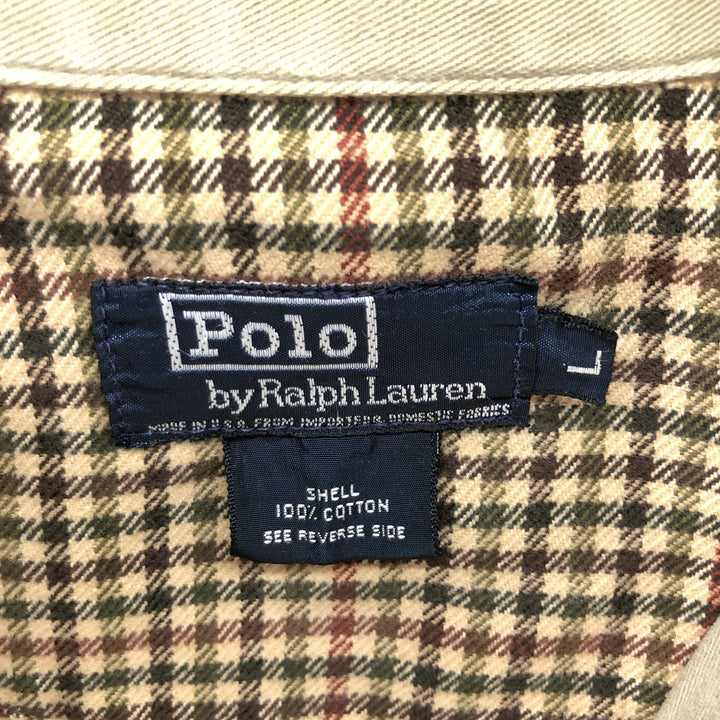 Polo
by Ralph Lauren
MADE IN U.S.A. FROM IMPORTED & DOMESTIC FABRICS
L
SHELL
100% COTTON
SEE REVERSE SIDE